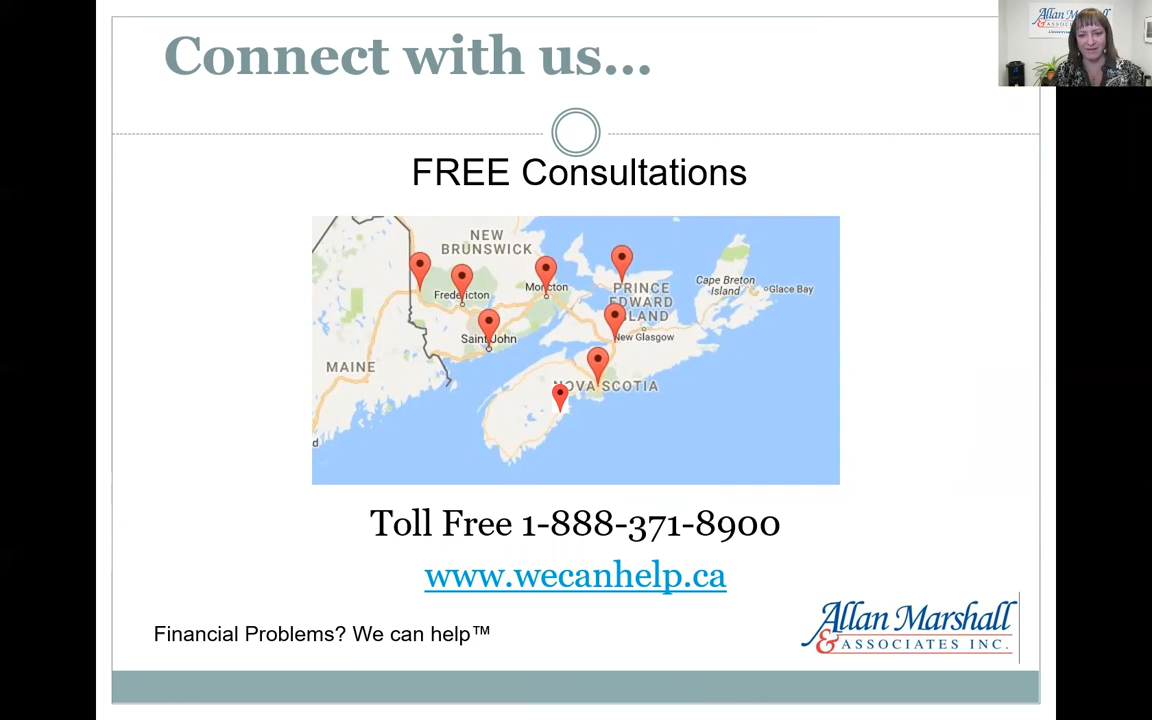 Connect with us...
Allan Marshall
FREE Consultations
NEW
BRUNSWICK
Fredericton
Moncton
Saint John
PRINCE
EDWARD
ISLAND
New Glasgow
Cape Breton
Island
Glace Bay
MAINE
NOVA SCOTIA
d
Toll Free 1-888-371-8900
www.wecanhelp.ca
Financial Problems? We can help™
Allan Marshall
& ASSOCIATES INC.